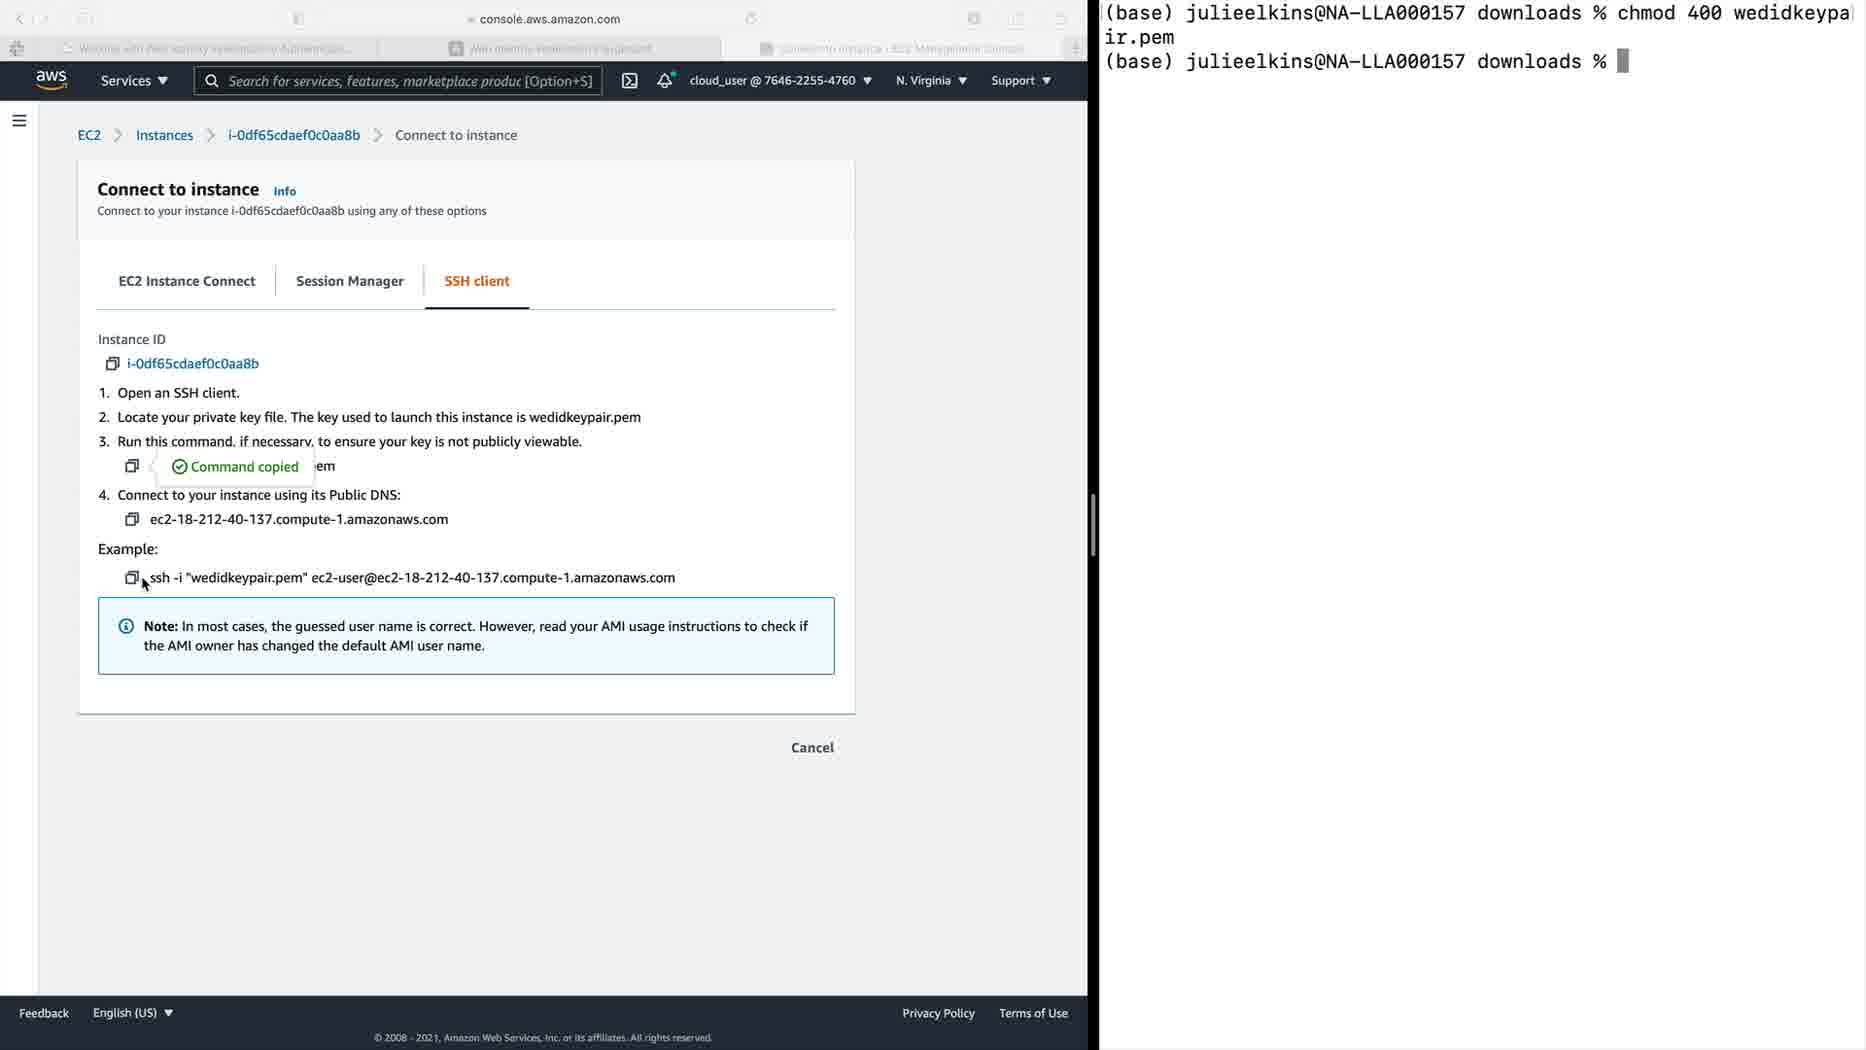 console.aws.amazon.com
aws
Services
Search for services, features, marketplace produc [Option+S]
cloud_user @ 7646-2255-4760
N. Virginia
Support
EC2
Instances
i-0df65cdaef0c0aa8b
Connect to instance
Connect to instance Info
Connect to your instance i-0df65cdaef0c0aa8b using any of these options
EC2 Instance Connect
Session Manager
SSH client
Instance ID
i-0df65cdaef0c0aa8b
1. Open an SSH client.
2. Locate your private key file. The key used to launch this instance is wedidkeypair.pem
3. Run this command, if necessary, to ensure your key is not publicly viewable.
Command copied
em
4. Connect to your instance using its Public DNS:
ec2-18-212-40-137.compute-1.amazonaws.com
Example:
ssh -i "wedidkeypair.pem" ec2-user@ec2-18-212-40-137.compute-1.amazonaws.com
Note: In most cases, the guessed user name is correct. However, read your AMI usage instructions to check if
the AMI owner has changed the default AMI user name.
Cancel
Feedback
English (US)
Privacy Policy
Terms of Use
© 2008 - 2021, Amazon Web Services, Inc. or its affiliates. All rights reserved.
(base) julieelkins@NA-LLA000157 downloads % chmod 400 wedidkeypa
ir.pem
(base) julieelkins@NA-LLA000157 downloads %